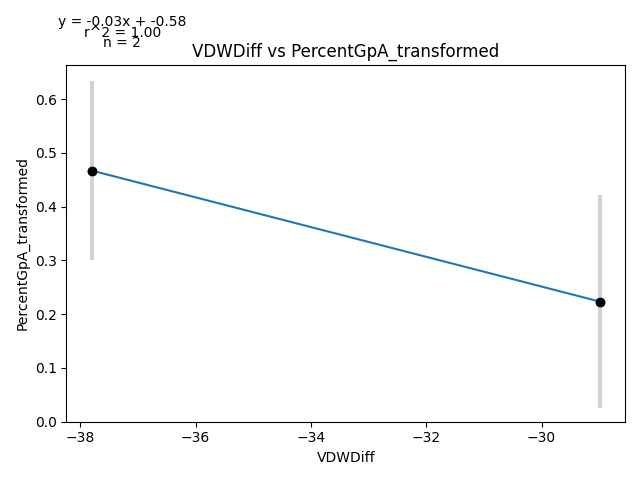 y = -0.03x + -0.58
r^2 = 1.00
n = 2
VDWDiff vs PercentGpA_transformed
PercentGpA_transformed
0.6
0.5
0.4
0.3
0.2
0.1
0.0
−38
−36
−34
−32
−30
VDWDiff